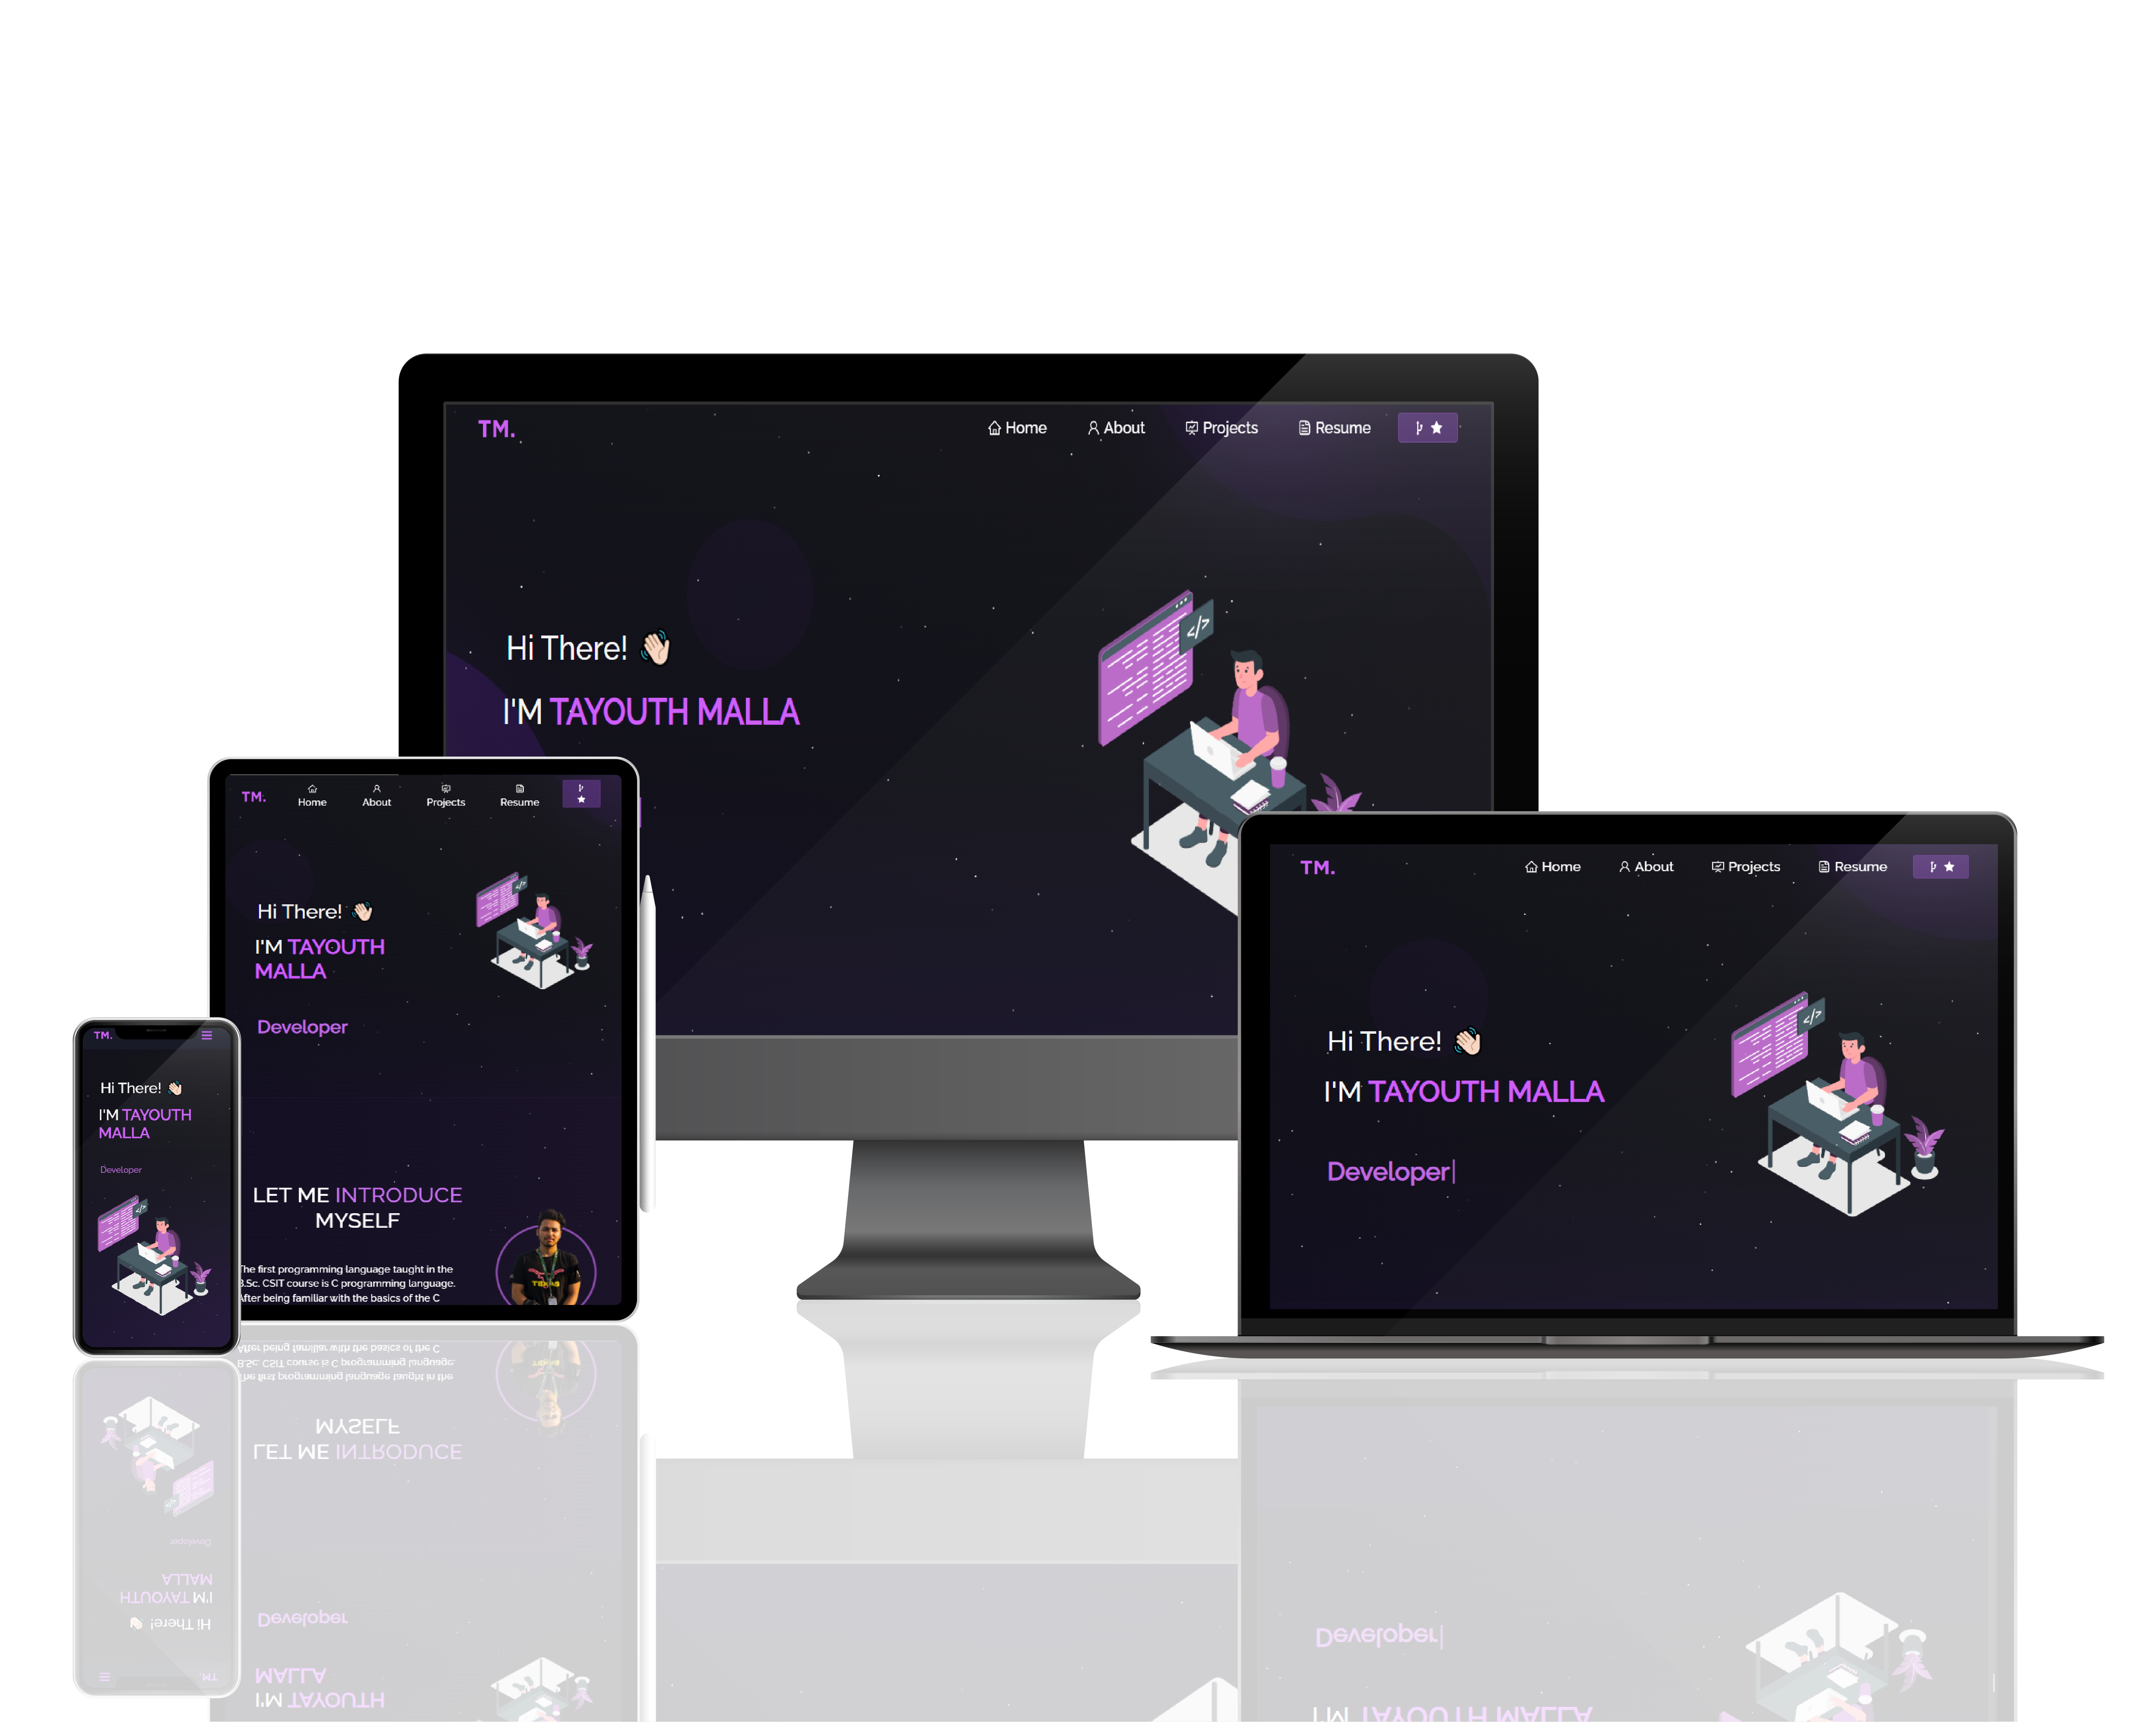 TM.
Home
About
Projects
Resume
Hi There! 👋🏻
I'M TAYOUTH MALLA
TM.
Home
About
Projects
Resume
Hi There! 👋🏻
I'M TAYOUTH
MALLA
Developer
LET ME INTRODUCE
MYSELF
The first programming language taught in the
B.Sc. CSIT course is C programming language.
After being familiar with the basics of the C
TM.
Hi There! 👋🏻
I'M TAYOUTH
MALLA
Developer
TM.
Home
About
Projects
Resume
Hi There! 👋🏻
I'M TAYOUTH MALLA
Developer|